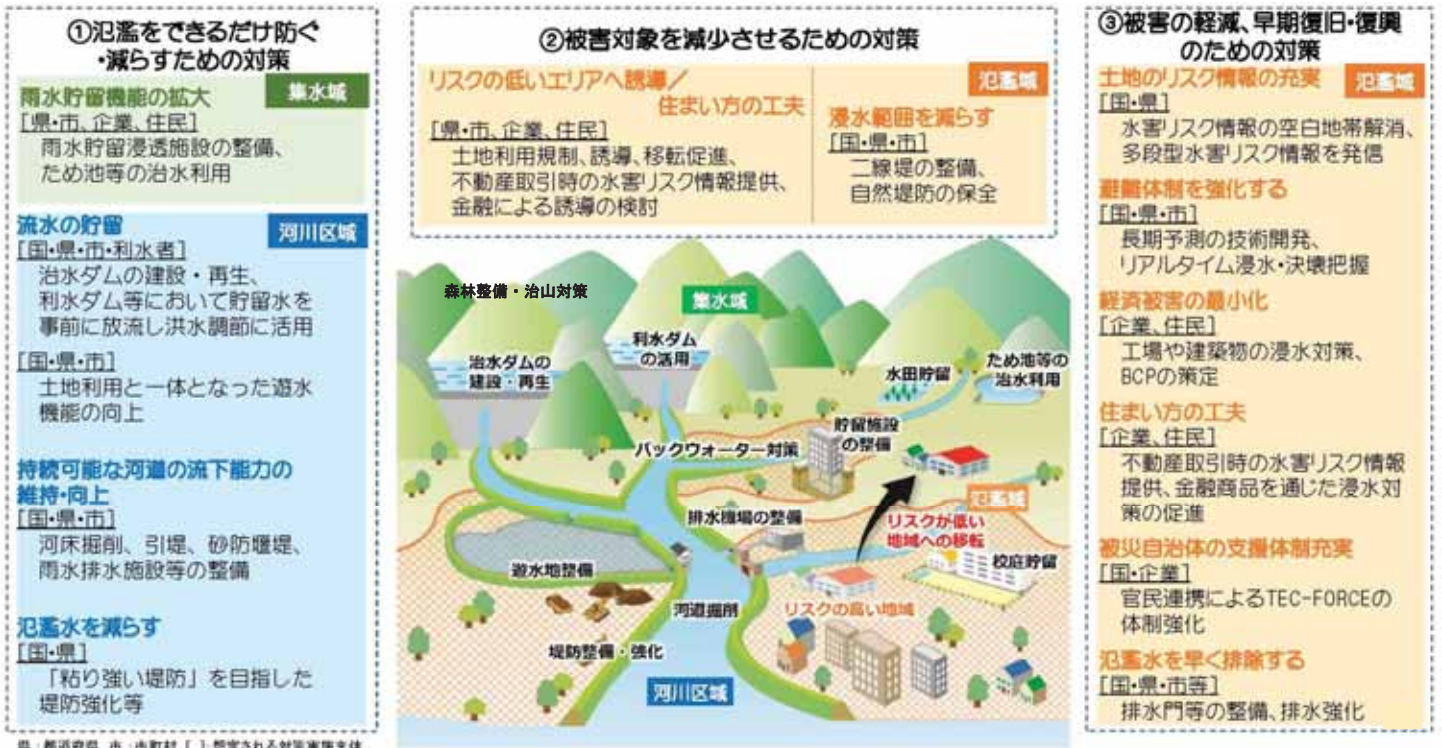 ①氾濫をできるだけ防ぐ
・減らすための対策
雨水貯留機能の拡大
集水域
[県・市、企業、住民]
雨水貯留浸透施設の整備、
ため池等の治水利用
流水の貯留
河川区域
[国・県・市・利水者]
治水ダムの建設・再生、
利水ダム等において貯留水を
事前に放流し洪水調節に活用
[国・県・市]
土地利用と一体となった遊水
機能の向上
持続可能な河道の流下能力の
維持・向上
[国・県・市]
河床掘削、引堤、砂防堰堤、
雨水排水施設等の整備
氾濫水を減らす
[国・県]
「粘り強い堤防」を目指した
堤防強化等
県:都道府県 市:市町村 [ ]:想定される対策実施主体
②被害対象を減少させるための対策
リスクの低いエリアへ誘導/
住まい方の工夫
[県・市、企業、住民]
土地利用規制、誘導、移転促進、
不動産取引時の水害リスク情報提供、
金融による誘導の検討
氾濫域
浸水範囲を減らす
[国・県・市]
二線堤の整備、
自然堤防の保全
森林整備・治山対策
集水域
治水ダムの
建設・再生
利水ダム
の活用
水田貯留
ため池等の
治水利用
バックウォーター対策
貯留施設
の整備
氾濫域
排水機場の整備
リスクが低い
地域への移転
校庭貯留
遊水地整備
河道掘削
リスクの高い地域
堤防整備・強化
河川区域
③被害の軽減、早期復旧・復興
のための対策
土地のリスク情報の充実
氾濫域
[国・県]
水害リスク情報の空白地帯解消、
多段型水害リスク情報を発信
避難体制を強化する
[国・県・市]
長期予測の技術開発、
リアルタイム浸水・決壊把握
経済被害の最小化
[企業、住民]
工場や建築物の浸水対策、
BCPの策定
住まい方の工夫
[企業、住民]
不動産取引時の水害リスク情報
提供、金融商品を通じた浸水対
策の促進
被災自治体の支援体制充実
[国・企業]
官民連携によるTEC-FORCEの
体制強化
氾濫水を早く排除する
[国・県・市等]
排水門等の整備、排水強化